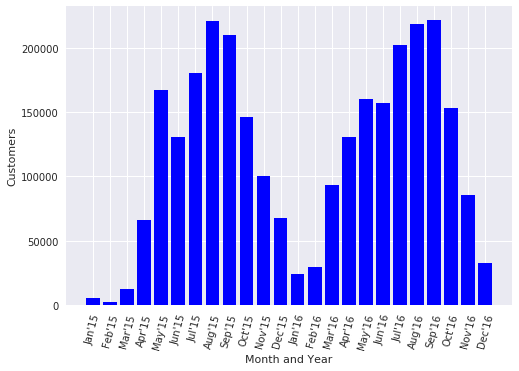 200000
150000
100000
50000
0
Customers
Jan'15 Feb'15 Mar'15 Apr'15 May'15 Jun'15 Jul'15 Aug'15 Sep'15 Oct'15 Nov'15 Dec'15 Jan'16 Feb'16 Mar'16 Apr'16 May'16 Jun'16 Jul'16 Aug'16 Sep'16 Oct'16 Nov'16 Dec'16
Month and Year